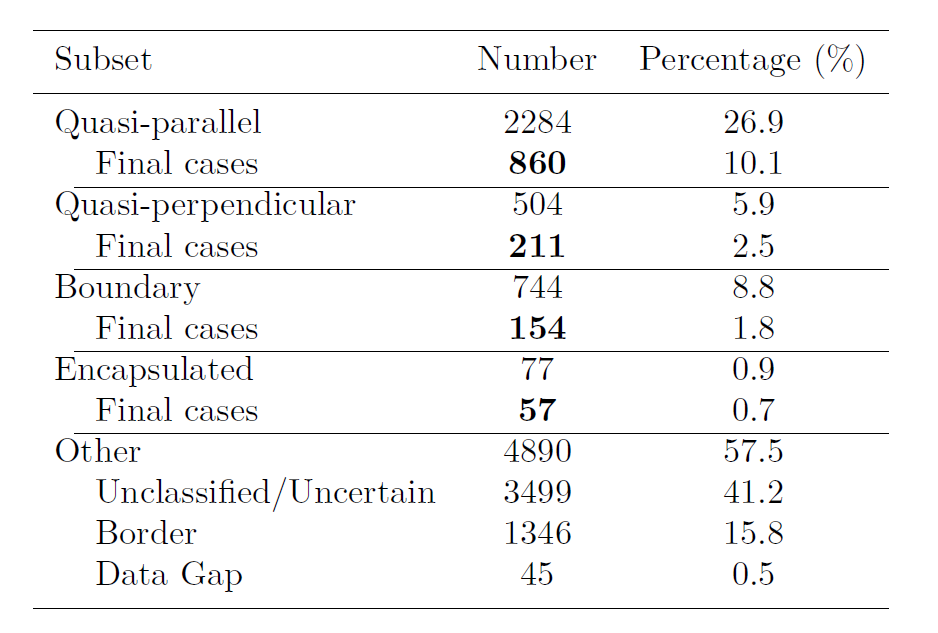 Subset Number Percentage (%)
Quasi-parallel 2284 26.9
Final cases 860 10.1
Quasi-perpendicular 504 5.9
Final cases 211 2.5
Boundary 744 8.8
Final cases 154 1.8
Encapsulated 77 0.9
Final cases 57 0.7
Other 4890 57.5
Unclassified/Uncertain 3499 41.2
Border 1346 15.8
Data Gap 45 0.5